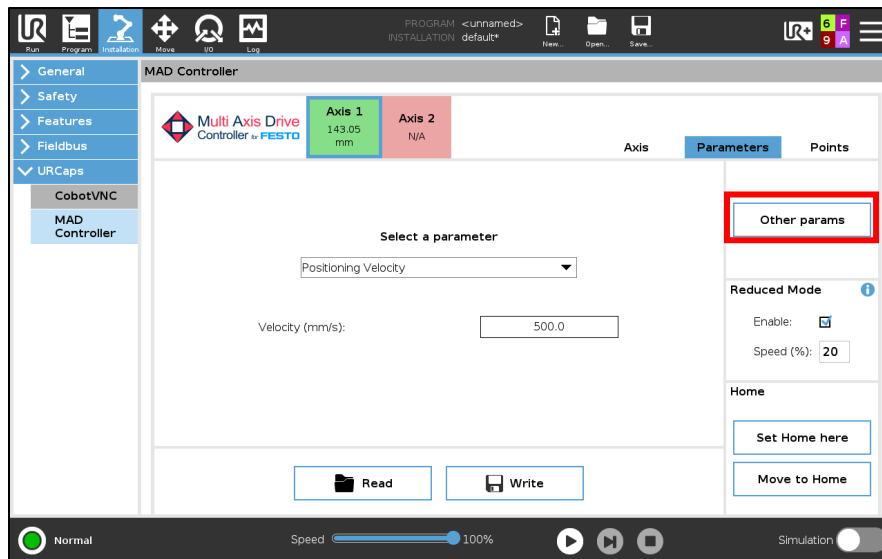 PROGRAM <unnamed>
INSTALLATION default*
Run
Program
Installation
Move
I/O
Log
New...
Open...
Save...
UR+
6 F
9 A
General
Safety
Features
Fieldbus
URCaps
CobotVNC
MAD
Controller
MAD Controller
Multi Axis Drive
Controller for FESTO
Axis 1
143.05
mm
Axis 2
N/A
Axis
Parameters
Points
Select a parameter
Positioning Velocity
Velocity (mm/s):
500.0
Read
Write
Other params
Reduced Mode
i
Enable:
Speed (%): 20
Home
Set Home here
Move to Home
Normal
Speed
100%
Simulation